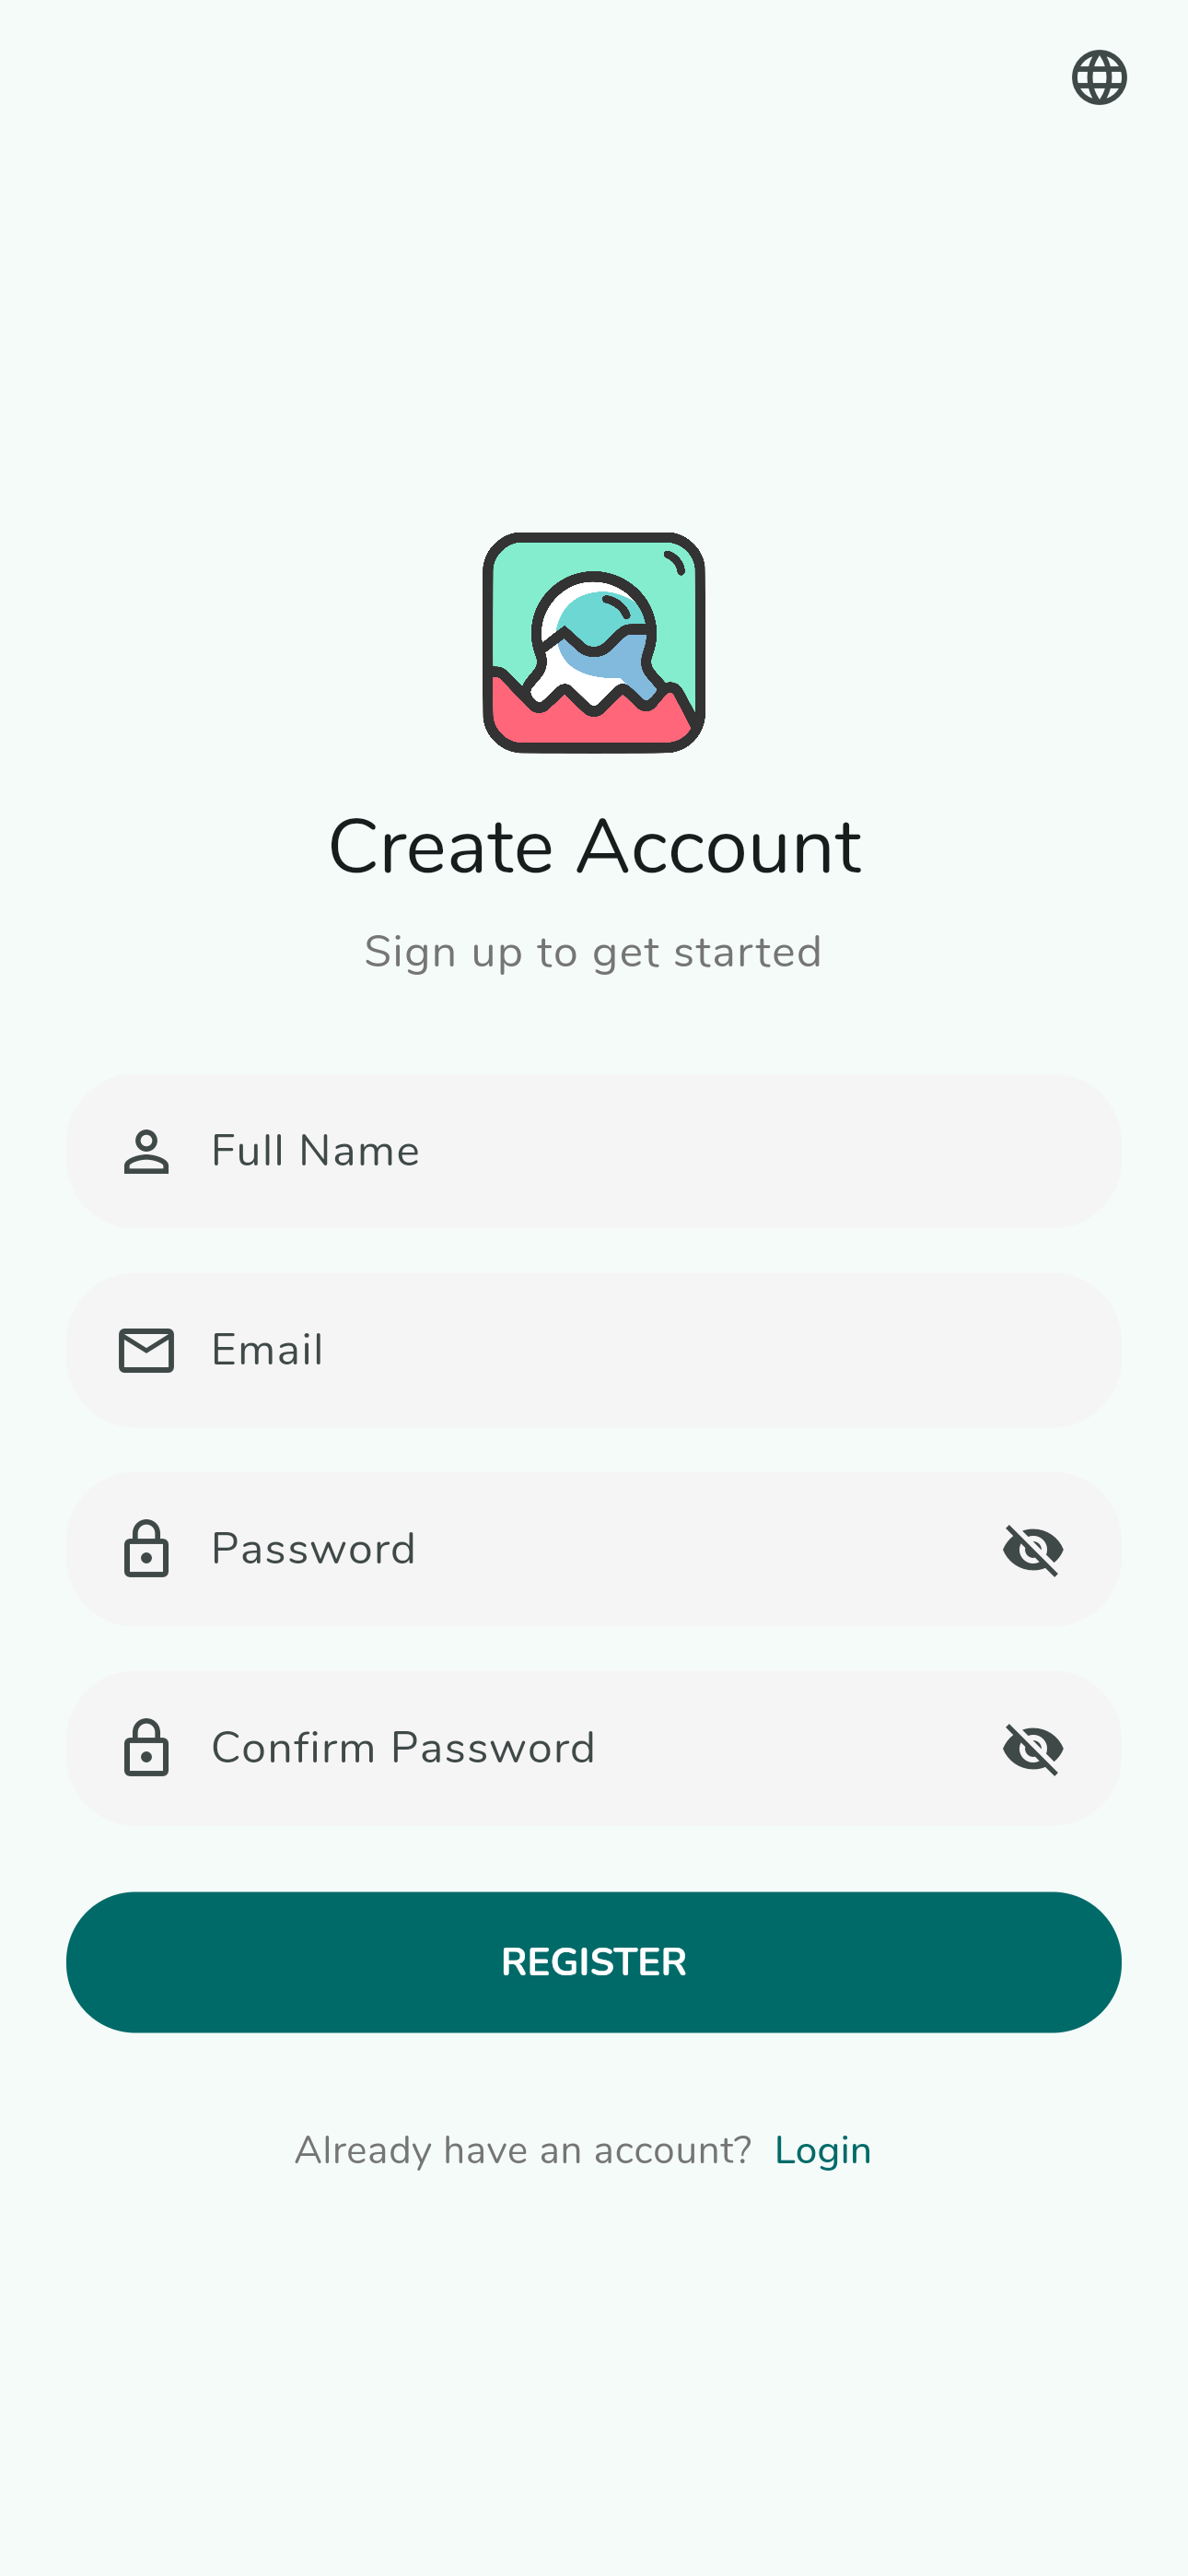 Create Account
Sign up to get started
Full Name
Email
Password
Confirm Password
REGISTER
Already have an account? Login